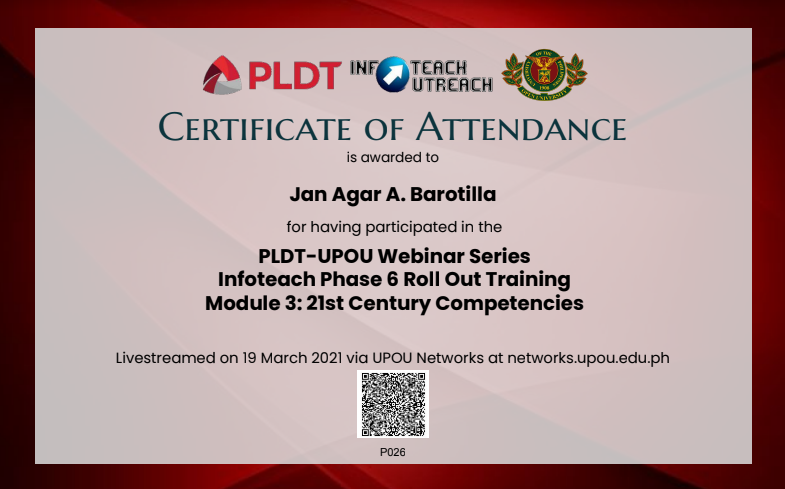 PLDT INFOTEACH OUTREACH
CERTIFICATE OF ATTENDANCE
is awarded to
Jan Agar A. Barotilla
for having participated in the
PLDT-UPOU Webinar Series
Infoteach Phase 6 Roll Out Training
Module 3: 21st Century Competencies
Livestreamed on 19 March 2021 via UPOU Networks at networks.upou.edu.ph
P026